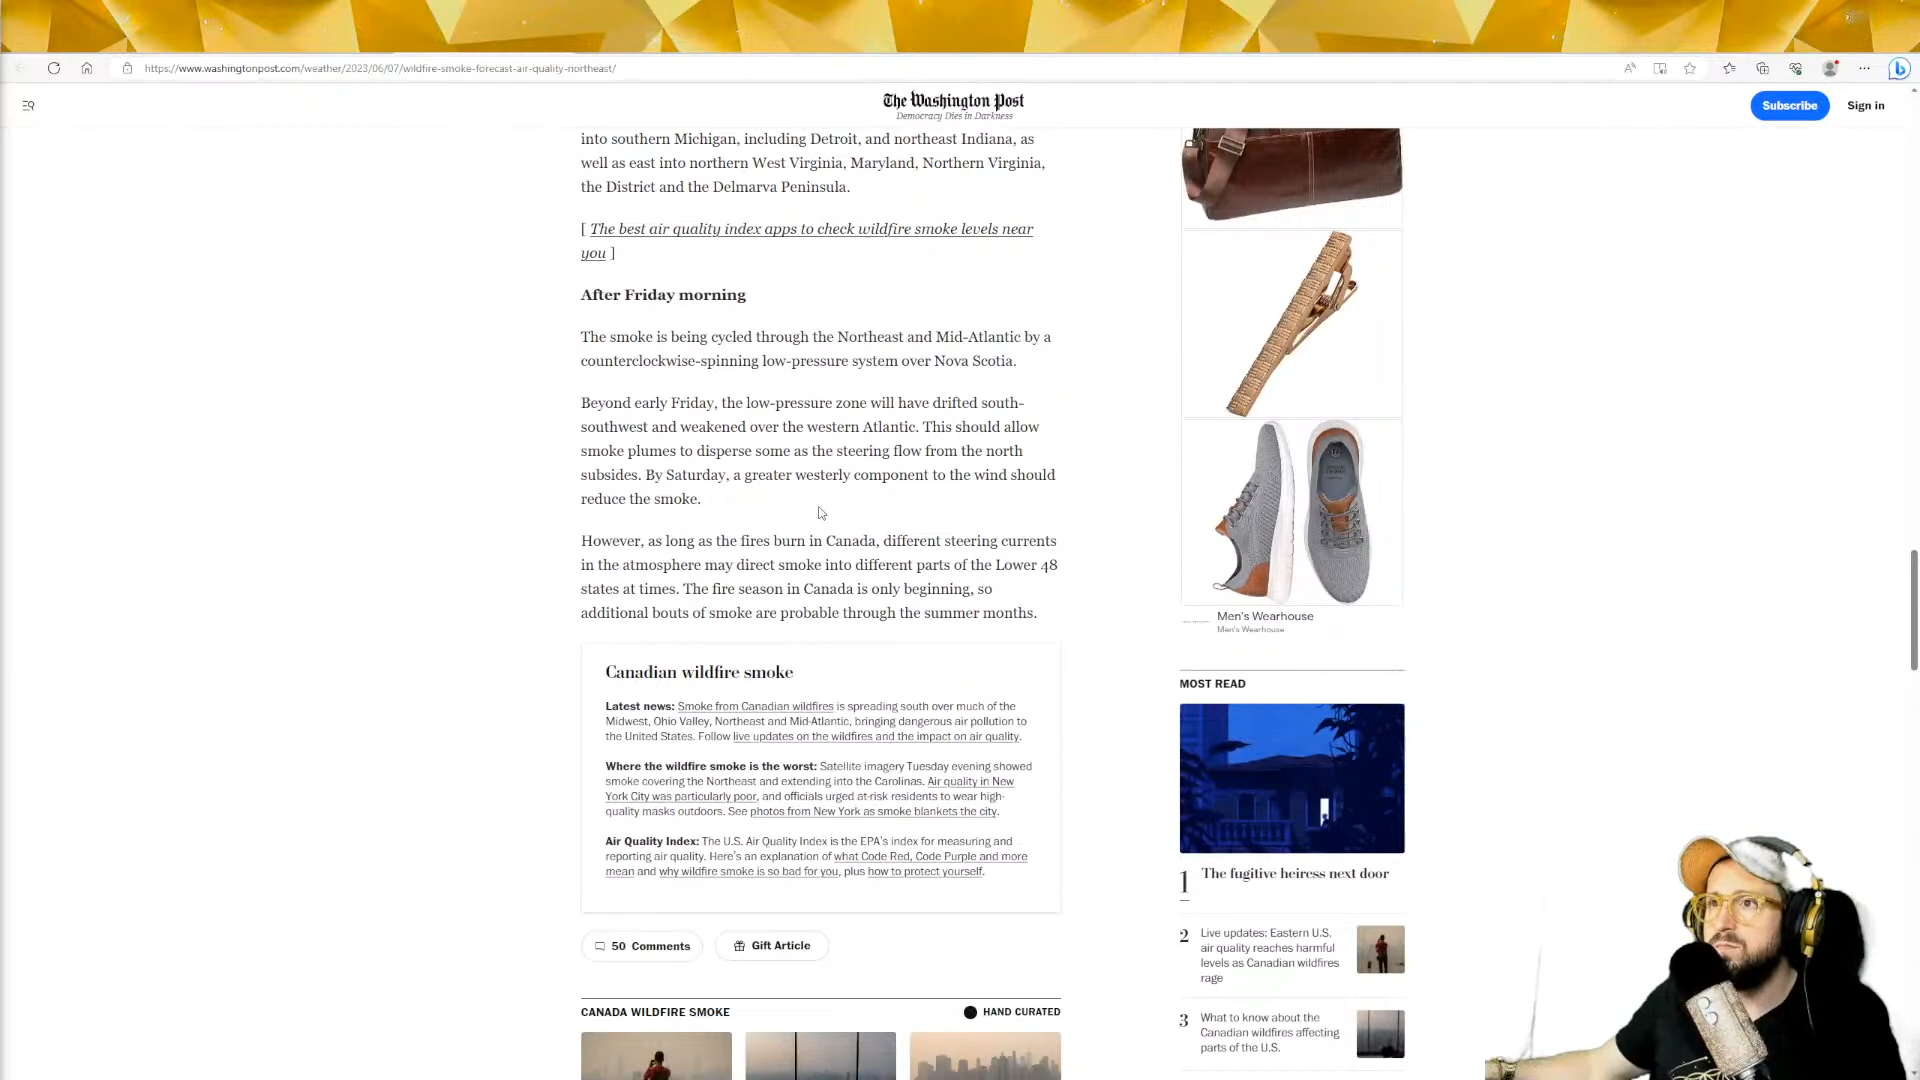 https://www.washingtonpost.com/weather/2023/06/07/wildfire-smoke-forecast-air-quality-northeast/
The Washington Post
Democracy Dies in Darkness
Subscribe
Sign in
into southern Michigan, including Detroit, and northeast Indiana, as
well as east into northern West Virginia, Maryland, Northern Virginia,
the District and the Delmarva Peninsula.
[ The best air quality index apps to check wildfire smoke levels near
you ]
After Friday morning
The smoke is being cycled through the Northeast and Mid-Atlantic by a
counterclockwise-spinning low-pressure system over Nova Scotia.
Beyond early Friday, the low-pressure zone will have drifted south-
southwest and weakened over the western Atlantic. This should allow
smoke plumes to disperse some as the steering flow from the north
subsides. By Saturday, a greater westerly component to the wind should
reduce the smoke.
However, as long as the fires burn in Canada, different steering currents
in the atmosphere may direct smoke into different parts of the Lower 48
states at times. The fire season in Canada is only beginning, so
additional bouts of smoke are probable through the summer months.
Canadian wildfire smoke
Latest news: Smoke from Canadian wildfires is spreading south over much of the
Midwest, Ohio Valley, Northeast and Mid-Atlantic, bringing dangerous air pollution to
the United States. Follow live updates on the wildfires and the impact on air quality.
Where the wildfire smoke is the worst: Satellite imagery Tuesday evening showed
smoke covering the Northeast and extending into the Carolinas. Air quality in New
York City was particularly poor, and officials urged at-risk residents to wear high-
quality masks outdoors. See photos from New York as smoke blankets the city.
Air Quality Index: The U.S. Air Quality Index is the EPA's index for measuring and
reporting air quality. Here's an explanation of what Code Red, Code Purple and more
mean and why wildfire smoke is so bad for you, plus how to protect yourself.
50 Comments
Gift Article
CANADA WILDFIRE SMOKE
HAND CURATED
Men's Wearhouse
Men's Wearhouse
MOST READ
1 The fugitive heiress next door
2 Live updates: Eastern U.S.
air quality reaches harmful
levels as Canadian wildfires
rage
3 What to know about the
Canadian wildfires affecting
parts of the U.S.